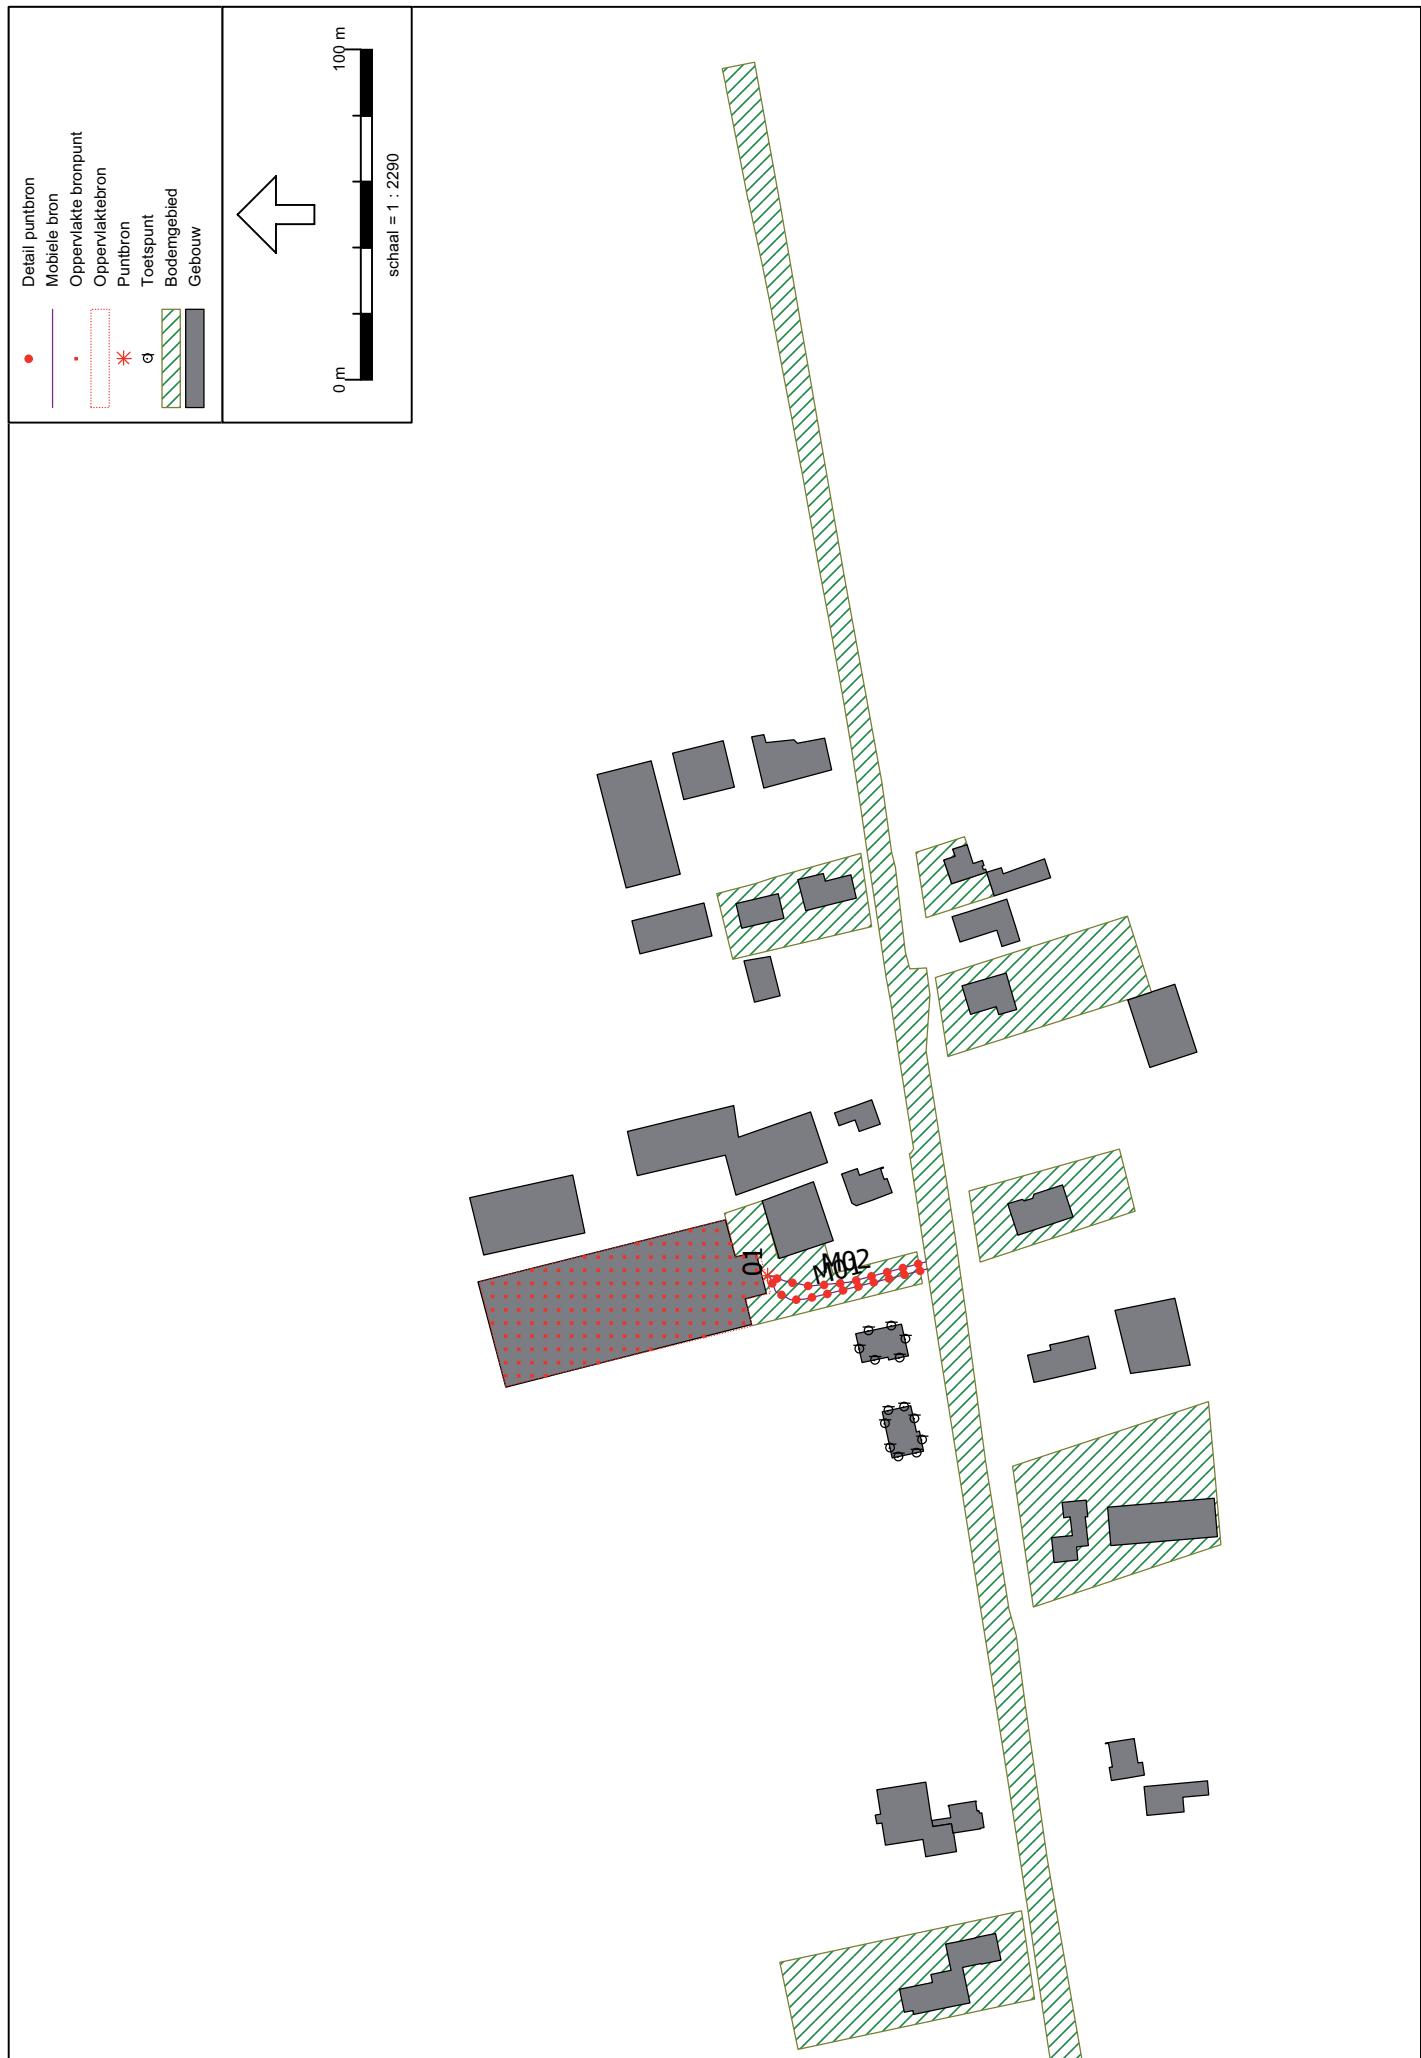 Detail puntbron
Mobiele bron
Oppervlakte bronpunt
Oppervlaktebron
Puntbron
Toetspunt
Bodemgebied
Gebouw
0 m
100 m
schaal = 1 : 2290
01
M02
M01